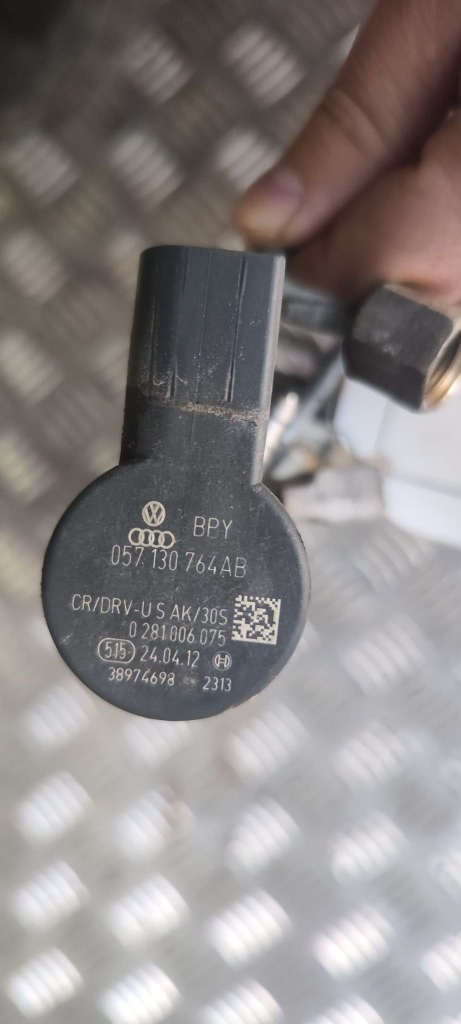 BPY
057 130 764AB
CR/DRV-U S AK/30S
0 281 006 075
515 24.04.12
38974698 2313